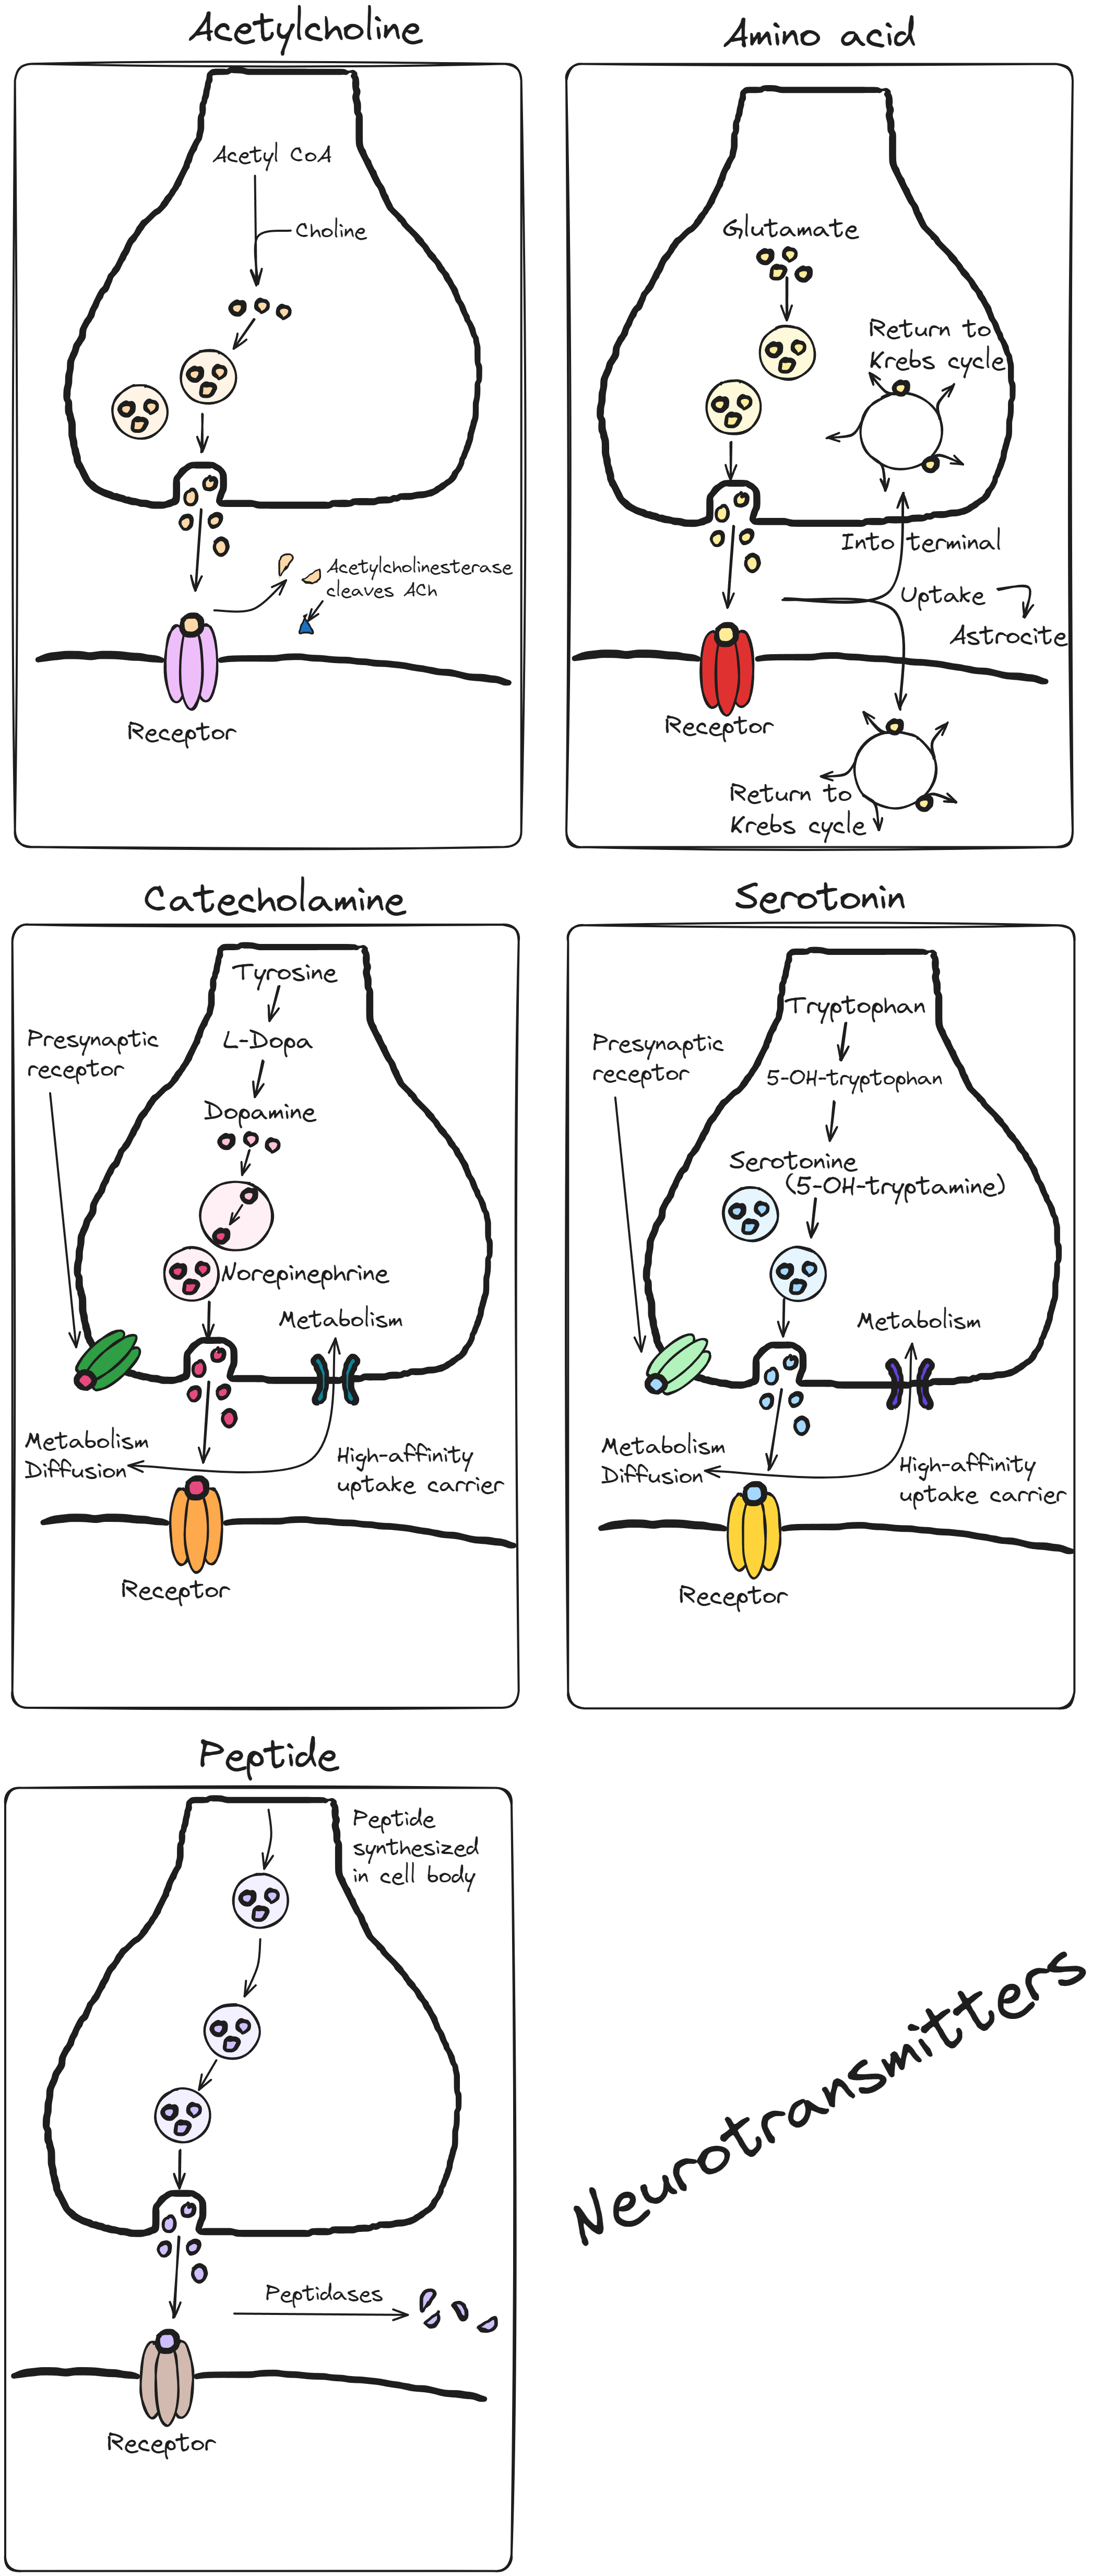 Acetylcholine
Acetyl CoA
Choline
Acetylcholinesterase
cleaves ACh
Receptor
Amino acid
Glutamate
Return to
Krebs cycle
Into terminal
Uptake
Astrocite
Receptor
Return to
Krebs cycle
Catecholamine
Tyrosine
Presynaptic
receptor
L-Dopa
Dopamine
Norepinephrine
Metabolism
Metabolism
Diffusion
High-affinity
uptake carrier
Receptor
Serotonin
Tryptophan
Presynaptic
receptor
5-OH-tryptophan
Serotonine
(5-OH-tryptamine)
Metabolism
Metabolism
Diffusion
High-affinity
uptake carrier
Receptor
Peptide
Peptide
synthesized
in cell body
Peptidases
Receptor
Neurotransmitters